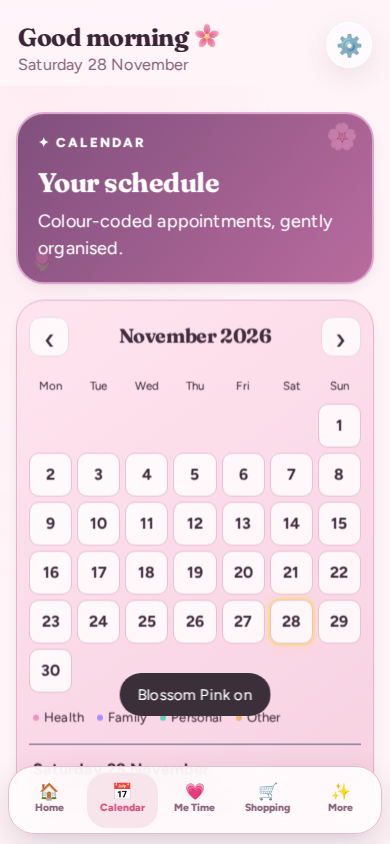 Good morning 🌸
Saturday 28 November
✦ CALENDAR
Your schedule
Colour-coded appointments, gently
organised.
‹ November 2026 ›
Mon Tue Wed Thu Fri Sat Sun
1
2 3 4 5 6 7 8
9 10 11 12 13 14 15
16 17 18 19 20 21 22
23 24 25 26 27 28 29
30
Blossom Pink on
Health Family Personal Other
Saturday 28 November
Home Calendar Me Time Shopping More